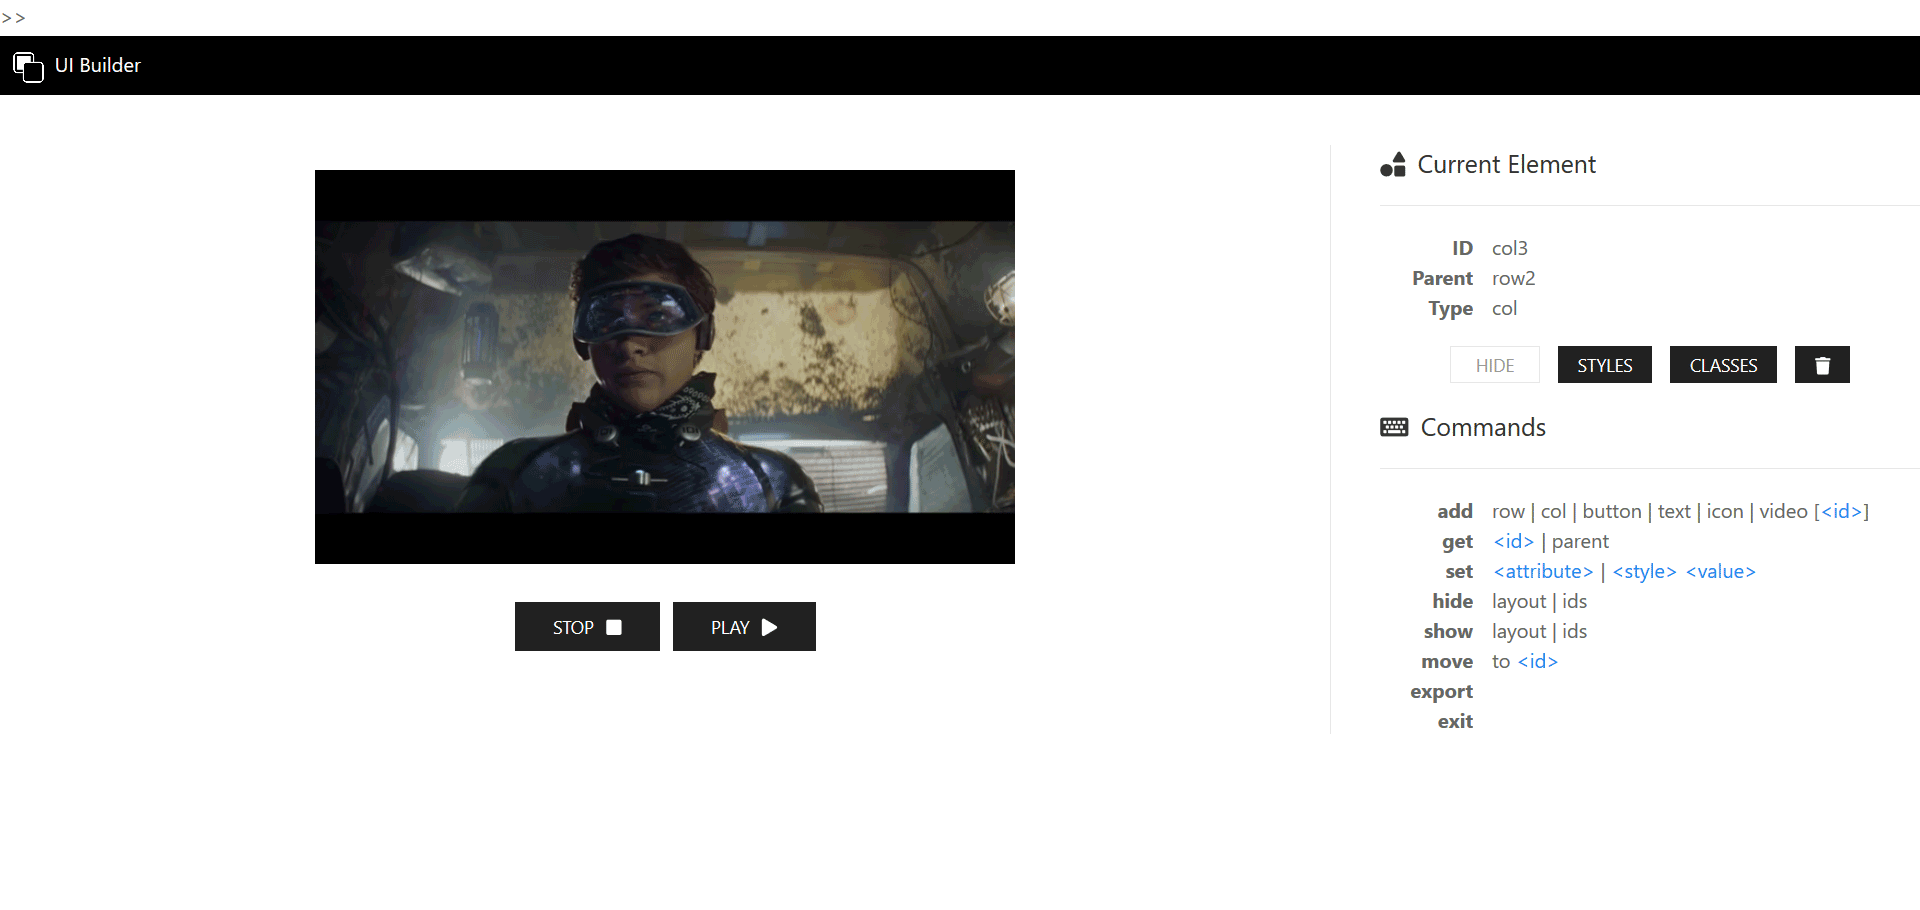 >>
UI Builder
STOP
PLAY
Current Element
ID col3
Parent row2
Type col
HIDE STYLES CLASSES
Commands
add row | col | button | text | icon | video [<id>]
get <id> | parent
set <attribute> | <style> <value>
hide layout | ids
show layout | ids
move to <id>
export
exit